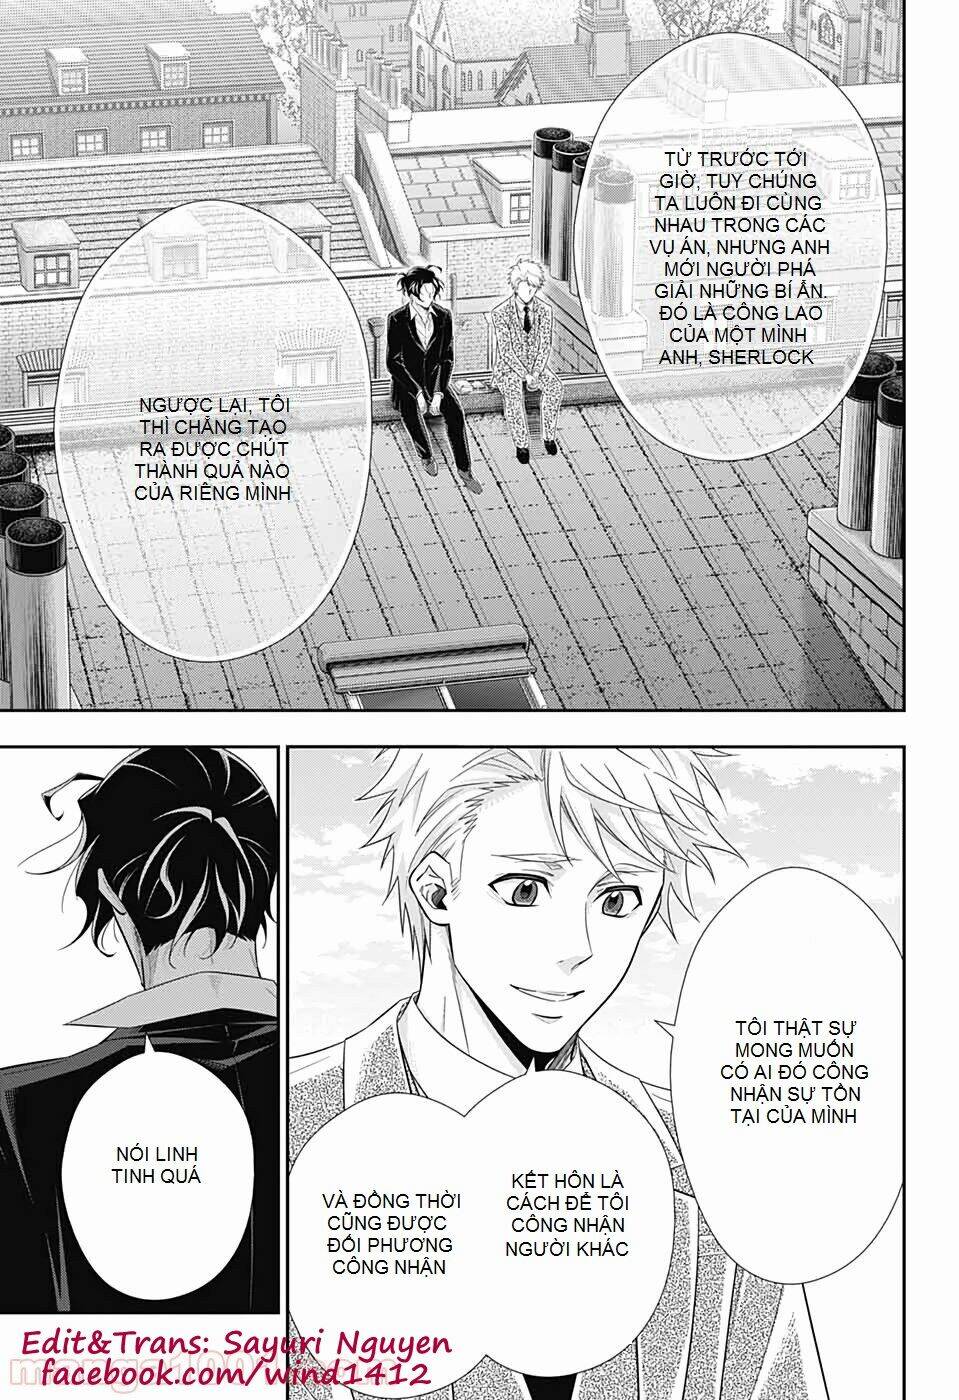 TỪ TRƯỚC TỚI
GIỜ, TUY CHÚNG
TA LUÔN ĐI CÙNG
NHAU TRONG CÁC
VỤ ÁN, NHƯNG ANH
MỚI NGƯỜI PHÁ
GIẢI NHỮNG BÍ ẨN.
ĐÓ LÀ CÔNG LAO
CỦA MỘT MÌNH
ANH, SHERLOCK
NGƯỢC LẠI, TÔI
THÌ CHẲNG TẠO
RA ĐƯỢC CHÚT
THÀNH QUẢ NÀO
CỦA RIÊNG MÌNH
TÔI THẬT SỰ
MONG MUỐN
CÓ AI ĐÓ CÔNG
NHẬN SỰ TỒN
TẠI CỦA MÌNH
KẾT HÔN LÀ
CÁCH ĐỂ TÔI
CÔNG NHẬN
NGƯỜI KHÁC
VÀ ĐỒNG THỜI
CŨNG ĐƯỢC
ĐỐI PHƯƠNG
CÔNG NHẬN
NÓI LINH
TINH QUÁ
Edit&Trans: Sayuri Nguyen
facebook.com/wind1412